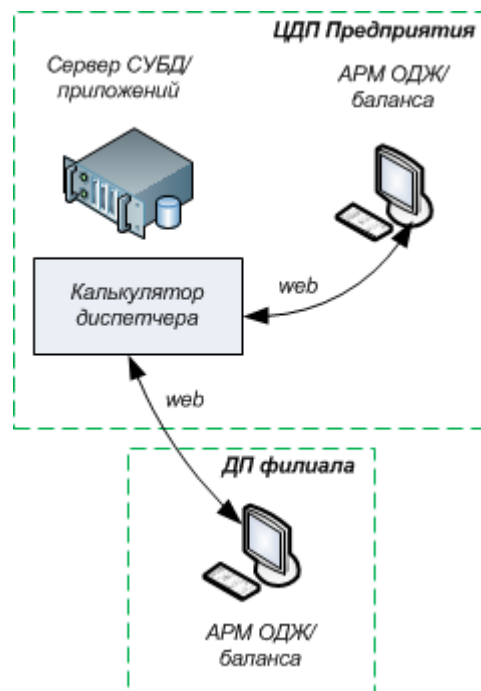 ЦДП Предприятия
Сервер СУБД/
приложений
АРМ ОДЖ/
баланса
Калькулятор
диспетчера
web
web
ДП филиала
АРМ ОДЖ/
баланса